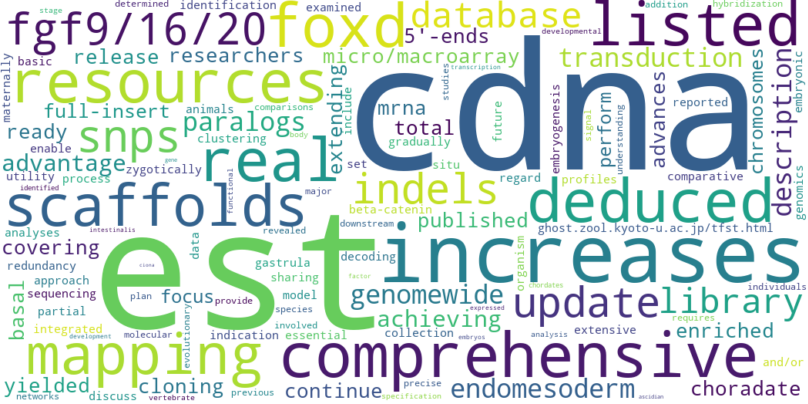 stage
determined
identification
examined
addition
hybridization
fgf9/16/20
foxd
database
listed
basic
release
researchers
5'-ends
developmental
micro/macroarray
transduction
maternally
resources
cdna
transcription
studies
full-insert
animals
comparisons
paralogs
extending
include
mrna
total
future
embryogenesis
signal
perform
understanding
advances
reported
chromosomes
description
embryonic
ready
snps
enable
clustering
body
gradually
advantage
real
gene
set
situ
regard
profiles
comparative
utility
process
zygotically
functional
identified
major
indels
deduced
genomics
scaffolds
beta-catenin
published
analyses
intestinalis
revealed
downstream
ghost.zool.kyoto-u.ac.jp/tfst.html
covering
est
increases
data
decoding
organism
redundancy
ciona
gastrula
factor
chordates
individuals
approach
sharing
sequencing
plan
focus
provide
model
genomewide
expressed
update
library
basal
partial
indication
species
achieving
requires
integrated
molecular
evolutionary
involved
essential
collection
embryos
analysis
extensive
enriched
development
mapping
comprehensive
precise
and/or
yielded
cloning
continue
endomesoderm
choradate
networks
discuss
vertebrate
previous
specification
ascidian